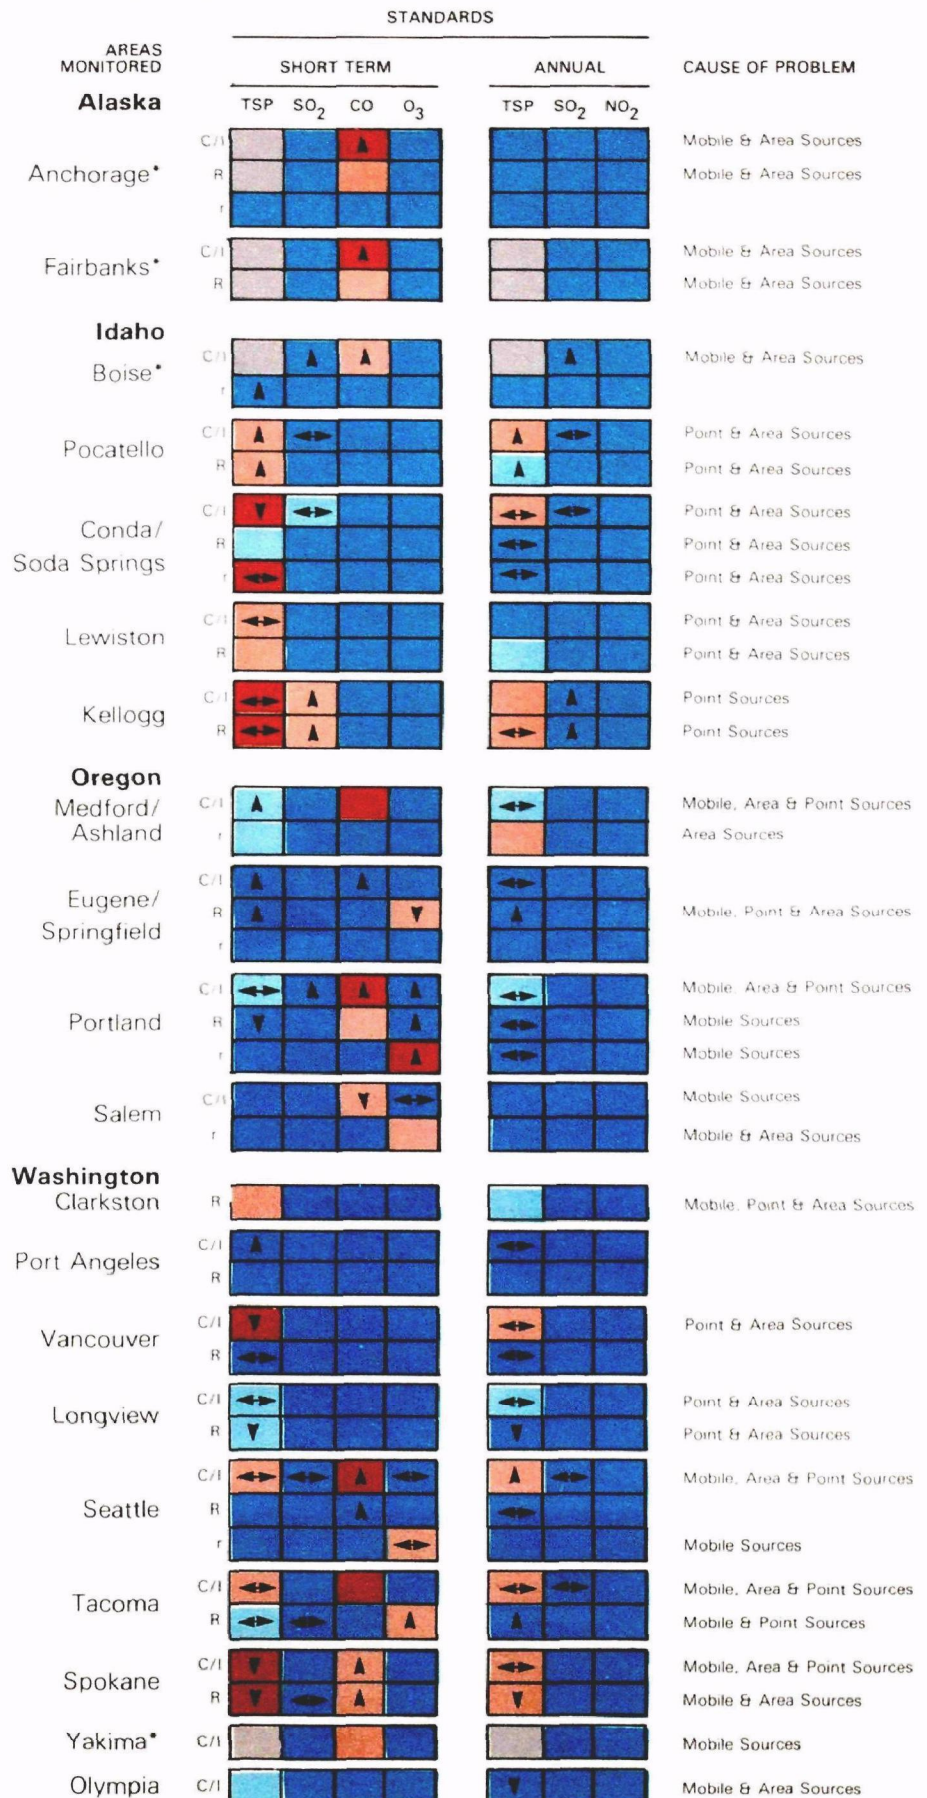 STANDARDS
AREAS MONITORED SHORT TERM ANNUAL CAUSE OF PROBLEM
Alaska TSP SO2 CO O3 TSP SO2 NO2
Anchorage*
C/I Mobile & Area Sources
R Mobile & Area Sources
r
Fairbanks*
C/I Mobile & Area Sources
R Mobile & Area Sources
Idaho
Boise*
C/I Mobile & Area Sources
r
Pocatello
C/I Point & Area Sources
R Point & Area Sources
Conda/
Soda Springs
C/I Point & Area Sources
R Point & Area Sources
r Point & Area Sources
Lewiston
C/I Point & Area Sources
R Point & Area Sources
Kellogg
C/I Point Sources
R Point Sources
Oregon
Medford/
Ashland
C/I Mobile, Area & Point Sources
r Area Sources
Eugene/
Springfield
C/I
R Mobile, Point & Area Sources
r
Portland
C/I Mobile, Area & Point Sources
R Mobile Sources
r Mobile Sources
Salem
C/I Mobile Sources
r Mobile & Area Sources
Washington
Clarkston R Mobile, Point & Area Sources
Port Angeles
C/I
R
Vancouver
C/I Point & Area Sources
R
Longview
C/I Point & Area Sources
R Point & Area Sources
Seattle
C/I Mobile, Area & Point Sources
R
r Mobile Sources
Tacoma
C/I Mobile, Area & Point Sources
R Mobile & Point Sources
Spokane
C/I Mobile, Area & Point Sources
R Mobile & Area Sources
Yakima* C/I Mobile Sources
Olympia C/I Mobile & Area Sources